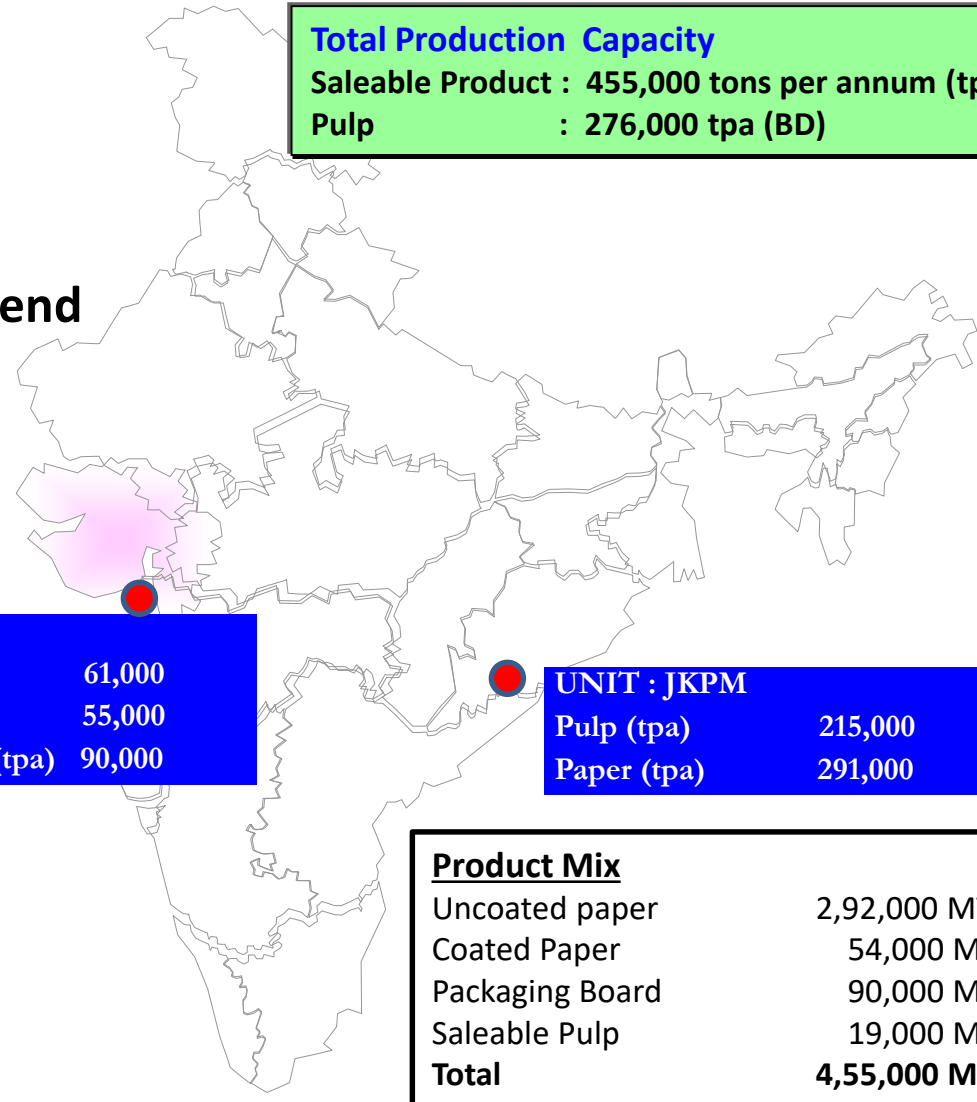 Total Production Capacity
Saleable Product : 455,000 tons per annum (tp
Pulp : 276,000 tpa (BD)
end
61,000
55,000
(tpa) 90,000
UNIT : JKPM
Pulp (tpa) 215,000
Paper (tpa) 291,000
Product Mix
Uncoated paper 2,92,000 M
Coated Paper 54,000 M
Packaging Board 90,000 M
Saleable Pulp 19,000 M
Total 4,55,000 M